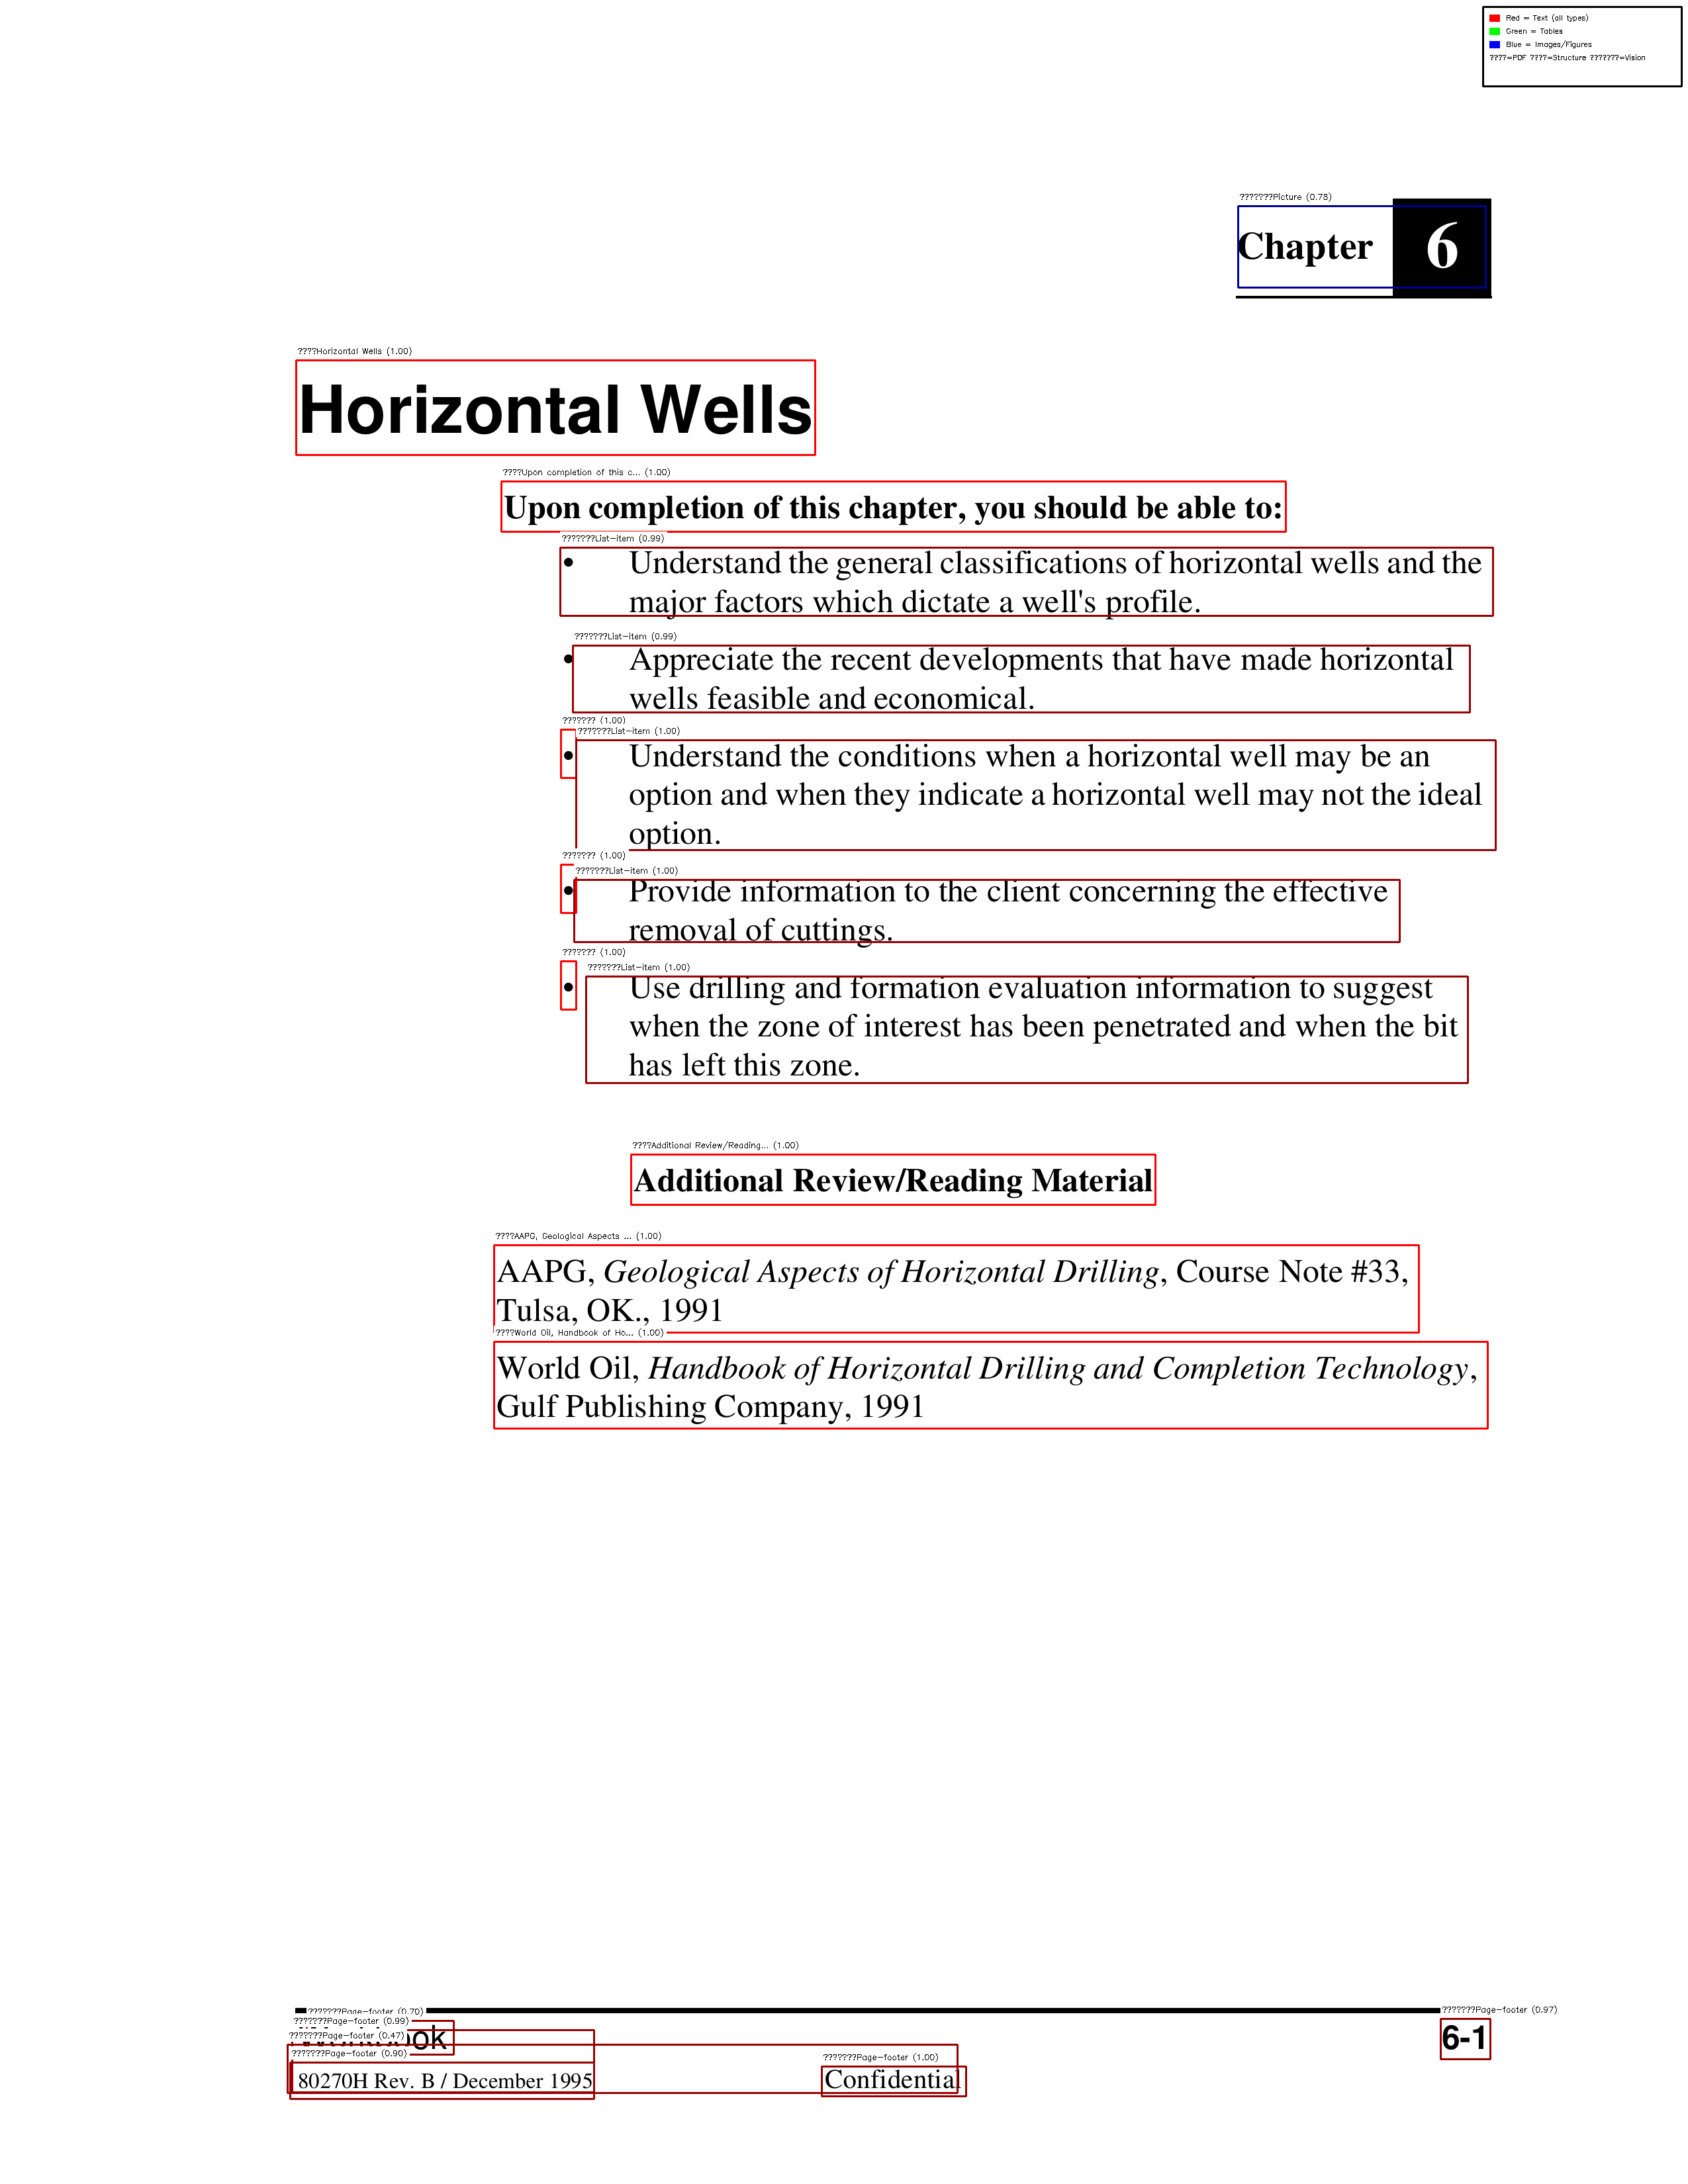 Red = Text (all types)
Green = Tables
Blue = Images/Figures
????=PDF ????=Structure ???????=Vision
???????Picture (0.78)
Chapter 6
????Horizontal Wells (1.00)
Horizontal Wells
????Upon completion of this c... (1.00)
Upon completion of this chapter, you should be able to:
???????List-item (0.99)
• Understand the general classifications of horizontal wells and the
major factors which dictate a well's profile.
???????List-item (0.99)
• Appreciate the recent developments that have made horizontal
wells feasible and economical.
??????? (1.00)
???????List-item (1.00)
• Understand the conditions when a horizontal well may be an
option and when they indicate a horizontal well may not the ideal
option.
??????? (1.00)
???????List-item (1.00)
• Provide information to the client concerning the effective
removal of cuttings.
??????? (1.00)
???????List-item (1.00)
• Use drilling and formation evaluation information to suggest
when the zone of interest has been penetrated and when the bit
has left this zone.
????Additional Review/Reading... (1.00)
Additional Review/Reading Material
????AAPG, Geological Aspects ... (1.00)
AAPG, Geological Aspects of Horizontal Drilling, Course Note #33,
Tulsa, OK., 1991
????World Oil, Handbook of Ho... (1.00)
World Oil, Handbook of Horizontal Drilling and Completion Technology,
Gulf Publishing Company, 1991
???????Page-footer (0.70)
???????Page-footer (0.97)
???????Page-footer (0.99)
???????Page-footer (0.47)
6-1
???????Page-footer (0.90)
???????Page-footer (1.00)
80270H Rev. B / December 1995 Confidential